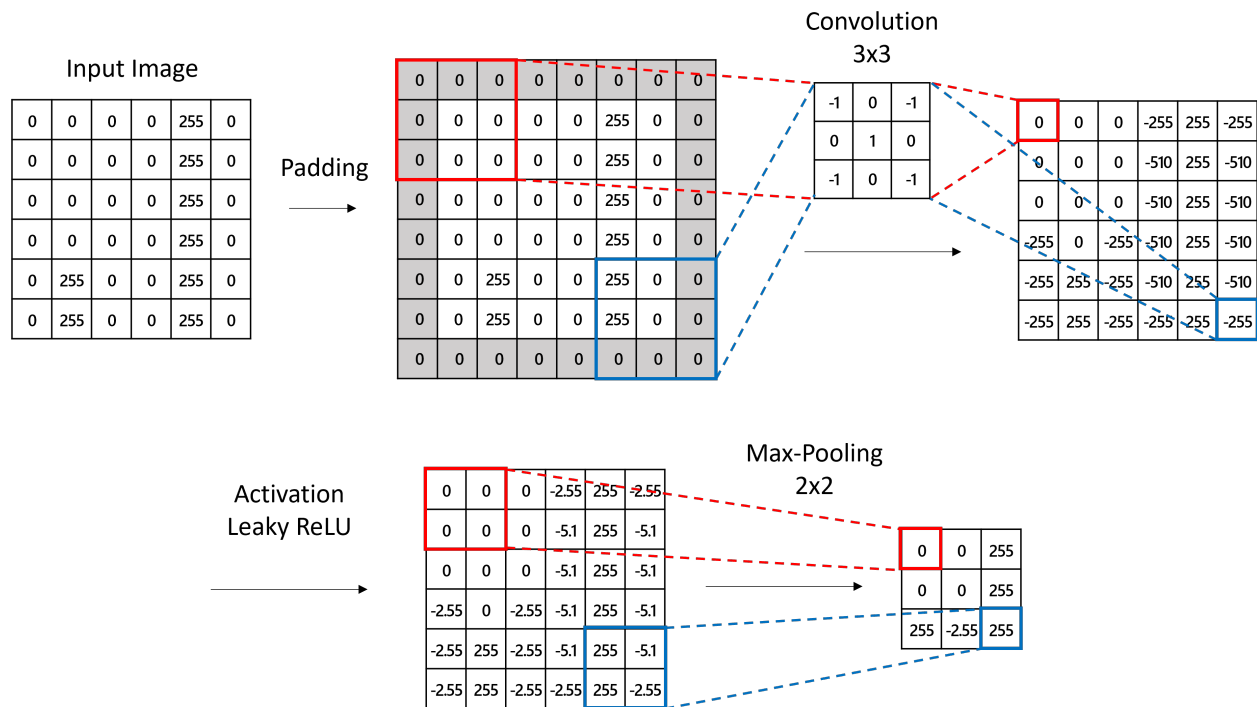 Input Image
0 0 0 0 255 0
0 0 0 0 255 0
0 0 0 0 255 0
0 0 0 0 255 0
0 255 0 0 255 0
0 255 0 0 255 0
Padding
0 0 0 0 0 0 0 0
0 0 0 0 0 255 0 0
0 0 0 0 0 255 0 0
0 0 0 0 0 255 0 0
0 0 0 0 0 255 0 0
0 0 255 0 0 255 0 0
0 0 255 0 0 255 0 0
0 0 0 0 0 0 0 0
Convolution
3x3
-1 0 -1
0 1 0
-1 0 -1
0 0 0 -255 255 -255
0 0 0 -510 255 -510
0 0 0 -510 255 -510
-255 0 -255 -510 255 -510
-255 255 -255 -510 255 -510
-255 255 -255 -255 255 -255
Activation
Leaky ReLU
0 0 0 -2.55 255 -2.55
0 0 0 -5.1 255 -5.1
0 0 0 -5.1 255 -5.1
-2.55 0 -2.55 -5.1 255 -5.1
-2.55 255 -2.55 -5.1 255 -5.1
-2.55 255 -2.55 -2.55 255 -2.55
Max-Pooling
2x2
0 0 255
0 0 255
255 -2.55 255